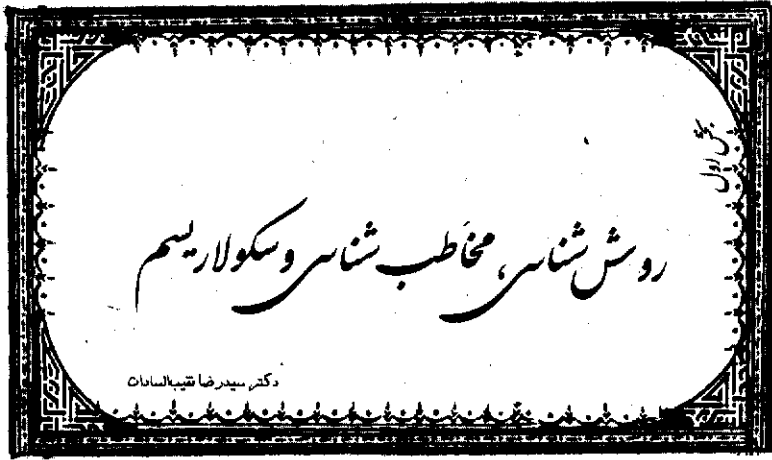 بخش اول
روش شناسی، مخاطب شناسی و سکولاریسم
دکتر سیدرضا نقیب‌السادات